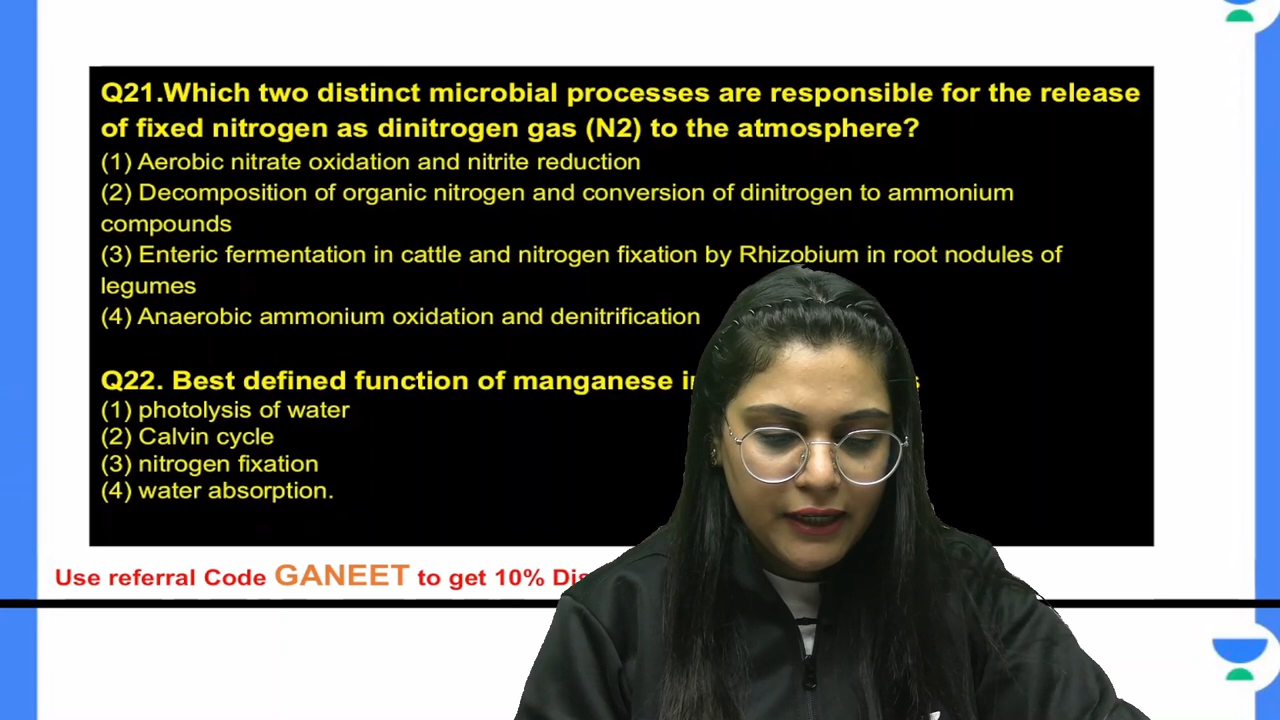 Q21.Which two distinct microbial processes are responsible for the release
of fixed nitrogen as dinitrogen gas (N2) to the atmosphere?
(1) Aerobic nitrate oxidation and nitrite reduction
(2) Decomposition of organic nitrogen and conversion of dinitrogen to ammonium
compounds
(3) Enteric fermentation in cattle and nitrogen fixation by Rhizobium in root nodules of
legumes
(4) Anaerobic ammonium oxidation and denitrification
Q22. Best defined function of manganese
(1) photolysis of water
(2) Calvin cycle
(3) nitrogen fixation
(4) water absorption.
Use referral Code GANEET to get 10%